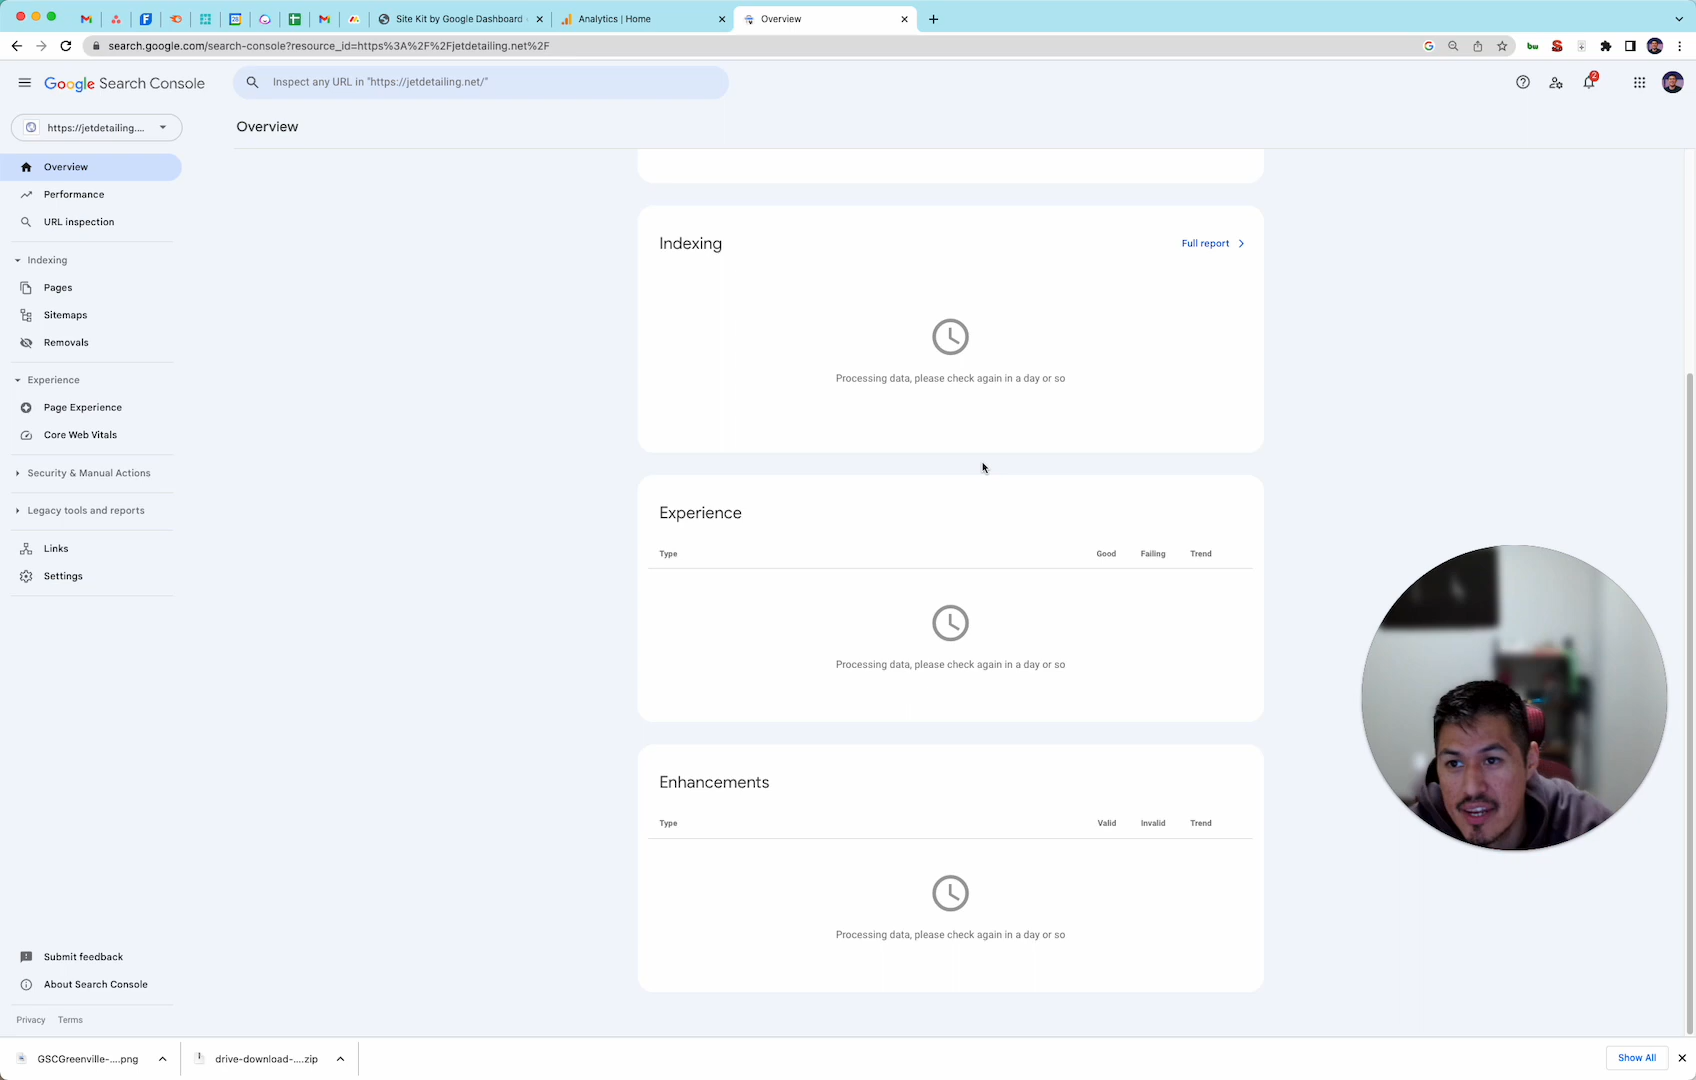 Site Kit by Google Dashboard
Analytics | Home
Overview
search.google.com/search-console?resource_id=https%3A%2F%2Fjetdetailing.net%2F
Google Search Console
Inspect any URL in "https://jetdetailing.net/"
2
https://jetdetailing....
Overview
Overview
Performance
URL inspection
Indexing
Pages
Sitemaps
Removals
Experience
Page Experience
Core Web Vitals
Security & Manual Actions
Legacy tools and reports
Links
Settings
Submit feedback
About Search Console
Privacy Terms
Indexing
Full report
Processing data, please check again in a day or so
Experience
Type Good Failing Trend
Processing data, please check again in a day or so
Enhancements
Type Valid Invalid Trend
Processing data, please check again in a day or so
GSCGreenville-....png
drive-download-....zip
Show All